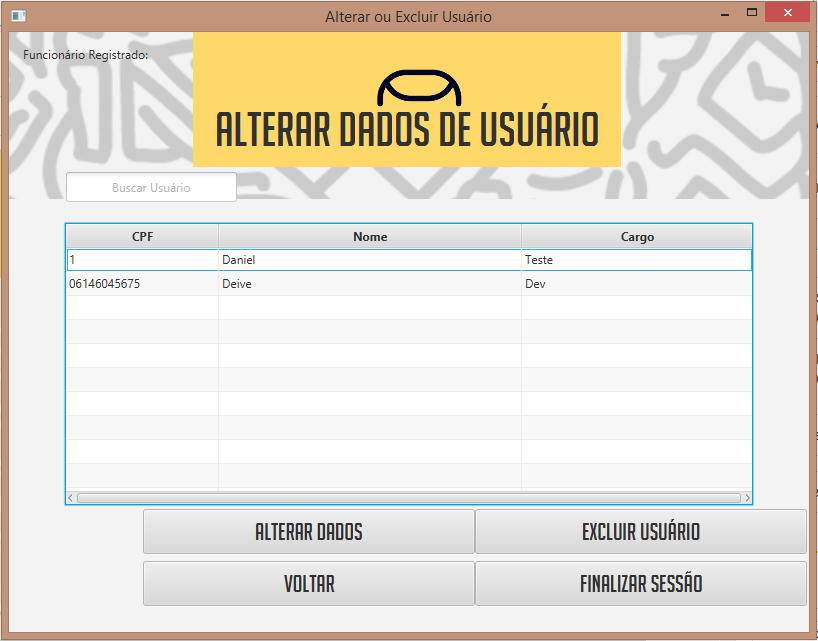 Alterar ou Excluir Usuário
Funcionário Registrado:
ALTERAR DADOS DE USUÁRIO
Buscar Usuário
CPF Nome Cargo
1 Daniel Teste
06146045675 Deive Dev
ALTERAR DADOS EXCLUIR USUÁRIO
VOLTAR FINALIZAR SESSÃO